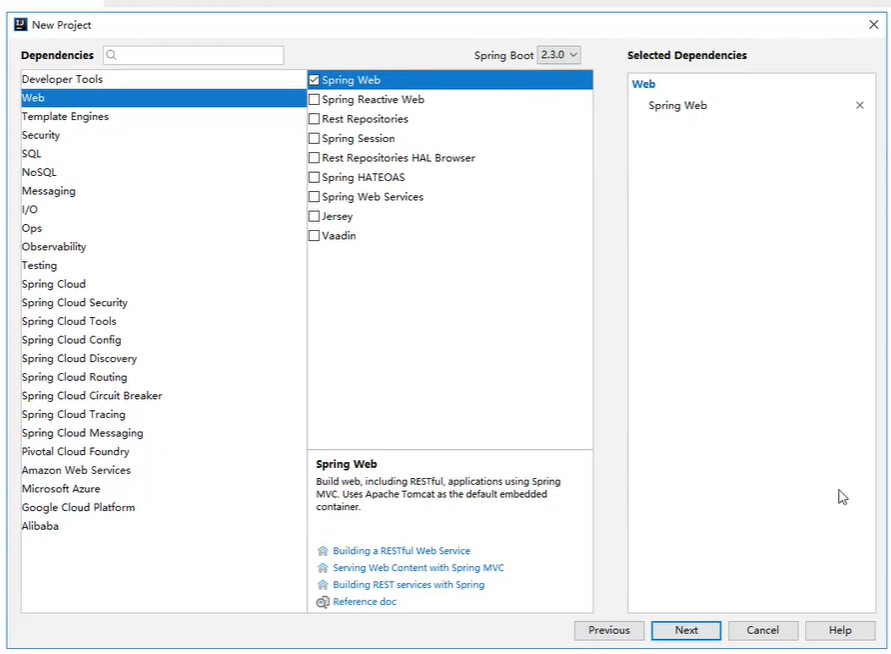 New Project
Dependencies
Spring Boot 2.3.0
Selected Dependencies
Developer Tools
Web
Template Engines
Security
SQL
NoSQL
Messaging
I/O
Ops
Observability
Testing
Spring Cloud
Spring Cloud Security
Spring Cloud Tools
Spring Cloud Config
Spring Cloud Discovery
Spring Cloud Routing
Spring Cloud Circuit Breaker
Spring Cloud Tracing
Spring Cloud Messaging
Pivotal Cloud Foundry
Amazon Web Services
Microsoft Azure
Google Cloud Platform
Alibaba
Spring Web
Spring Reactive Web
Rest Repositories
Spring Session
Rest Repositories HAL Browser
Spring HATEOAS
Spring Web Services
Jersey
Vaadin
Spring Web
Build web, including RESTful, applications using Spring
MVC. Uses Apache Tomcat as the default embedded
container.
Building a RESTful Web Service
Serving Web Content with Spring MVC
Building REST services with Spring
Reference doc
Web
Spring Web
Previous
Next
Cancel
Help